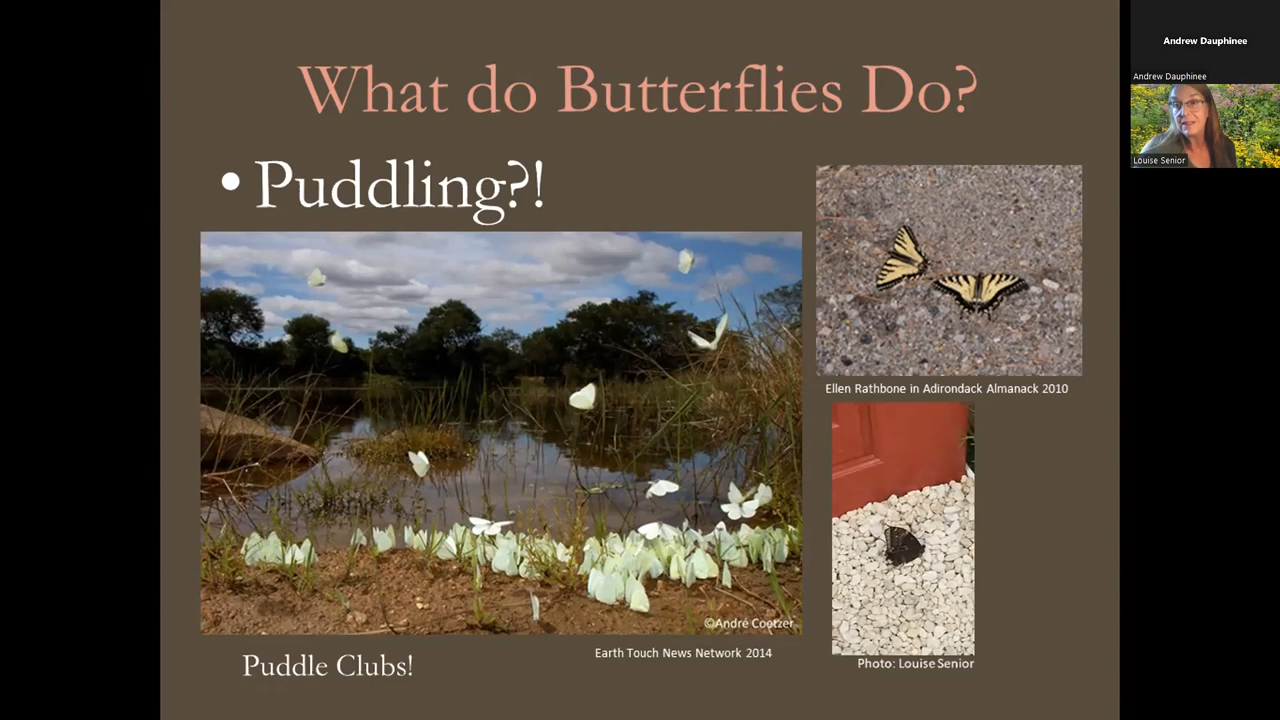 What do Butterflies Do?
• Puddling?!
©André Coetzer
Earth Touch News Network 2014
Puddle Clubs!
Ellen Rathbone in Adirondack Almanack 2010
Photo: Louise Senior
Andrew Dauphinee
Andrew Dauphinee
Louise Senior